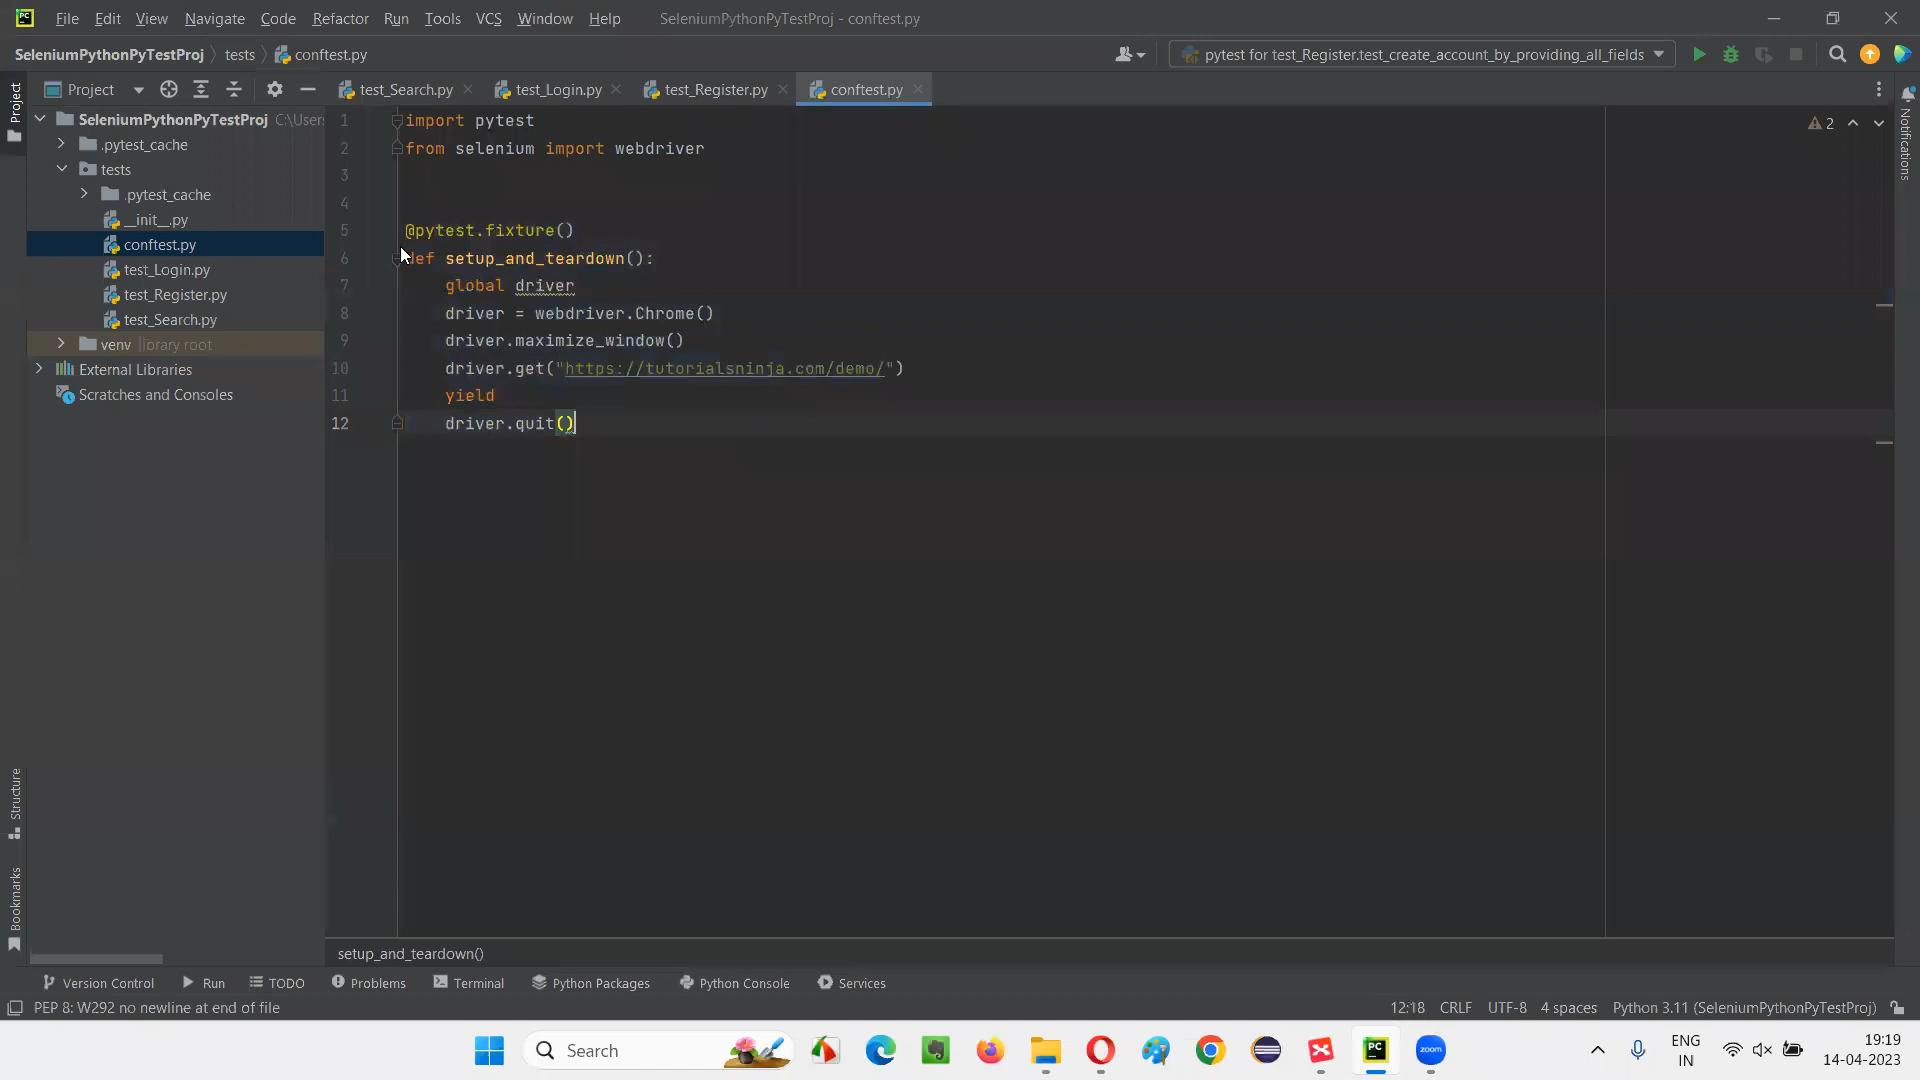 PC File Edit View Navigate Code Refactor Run Tools VCS Window Help SeleniumPythonPyTestProj - conftest.py
SeleniumPythonPyTestProj tests conftest.py pytest for test_Register.test_create_account_by_providing_all_fields
Project test_Search.py test_Login.py test_Register.py conftest.py
SeleniumPythonPyTestProj C:\Users
.pytest_cache
tests
.pytest_cache
__init__.py
conftest.py
test_Login.py
test_Register.py
test_Search.py
venv library root
External Libraries
Scratches and Consoles
Project
Structure
Bookmarks
1 import pytest
2 from selenium import webdriver
3
4
5 @pytest.fixture()
6 def setup_and_teardown():
7 global driver
8 driver = webdriver.Chrome()
9 driver.maximize_window()
10 driver.get("https://tutorialsninja.com/demo/")
11 yield
12 driver.quit()
2
Notifications
setup_and_teardown()
Version Control Run TODO Problems Terminal Python Packages Python Console Services
PEP 8: W292 no newline at end of file 12:18 CRLF UTF-8 4 spaces Python 3.11 (SeleniumPythonPyTestProj)
Search PC zoom ENG 19:19
IN 14-04-2023